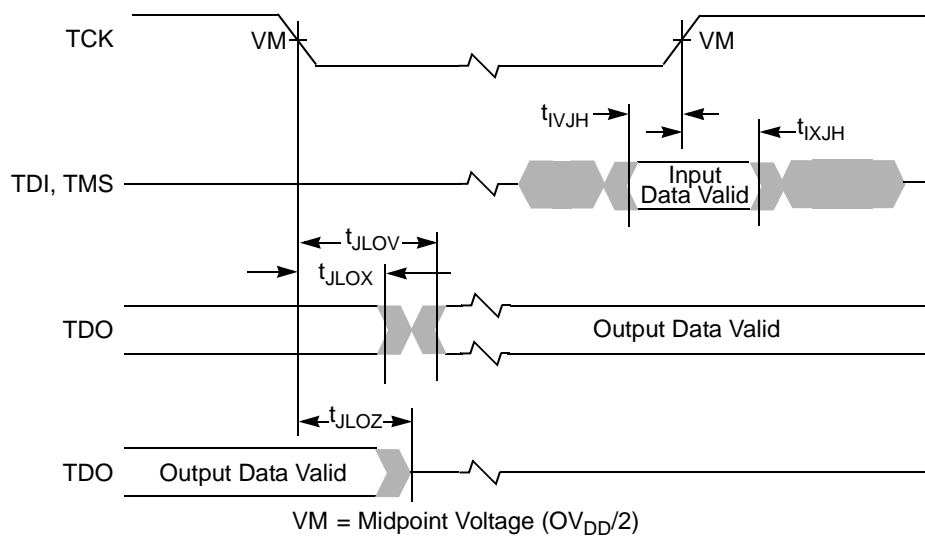 TCK
VM
VM
tIVJH
tIXJH
TDI, TMS
Input
Data Valid
tJLOV
tJLOX
TDO
Output Data Valid
tJLOZ
TDO
Output Data Valid
VM = Midpoint Voltage (OVDD/2)